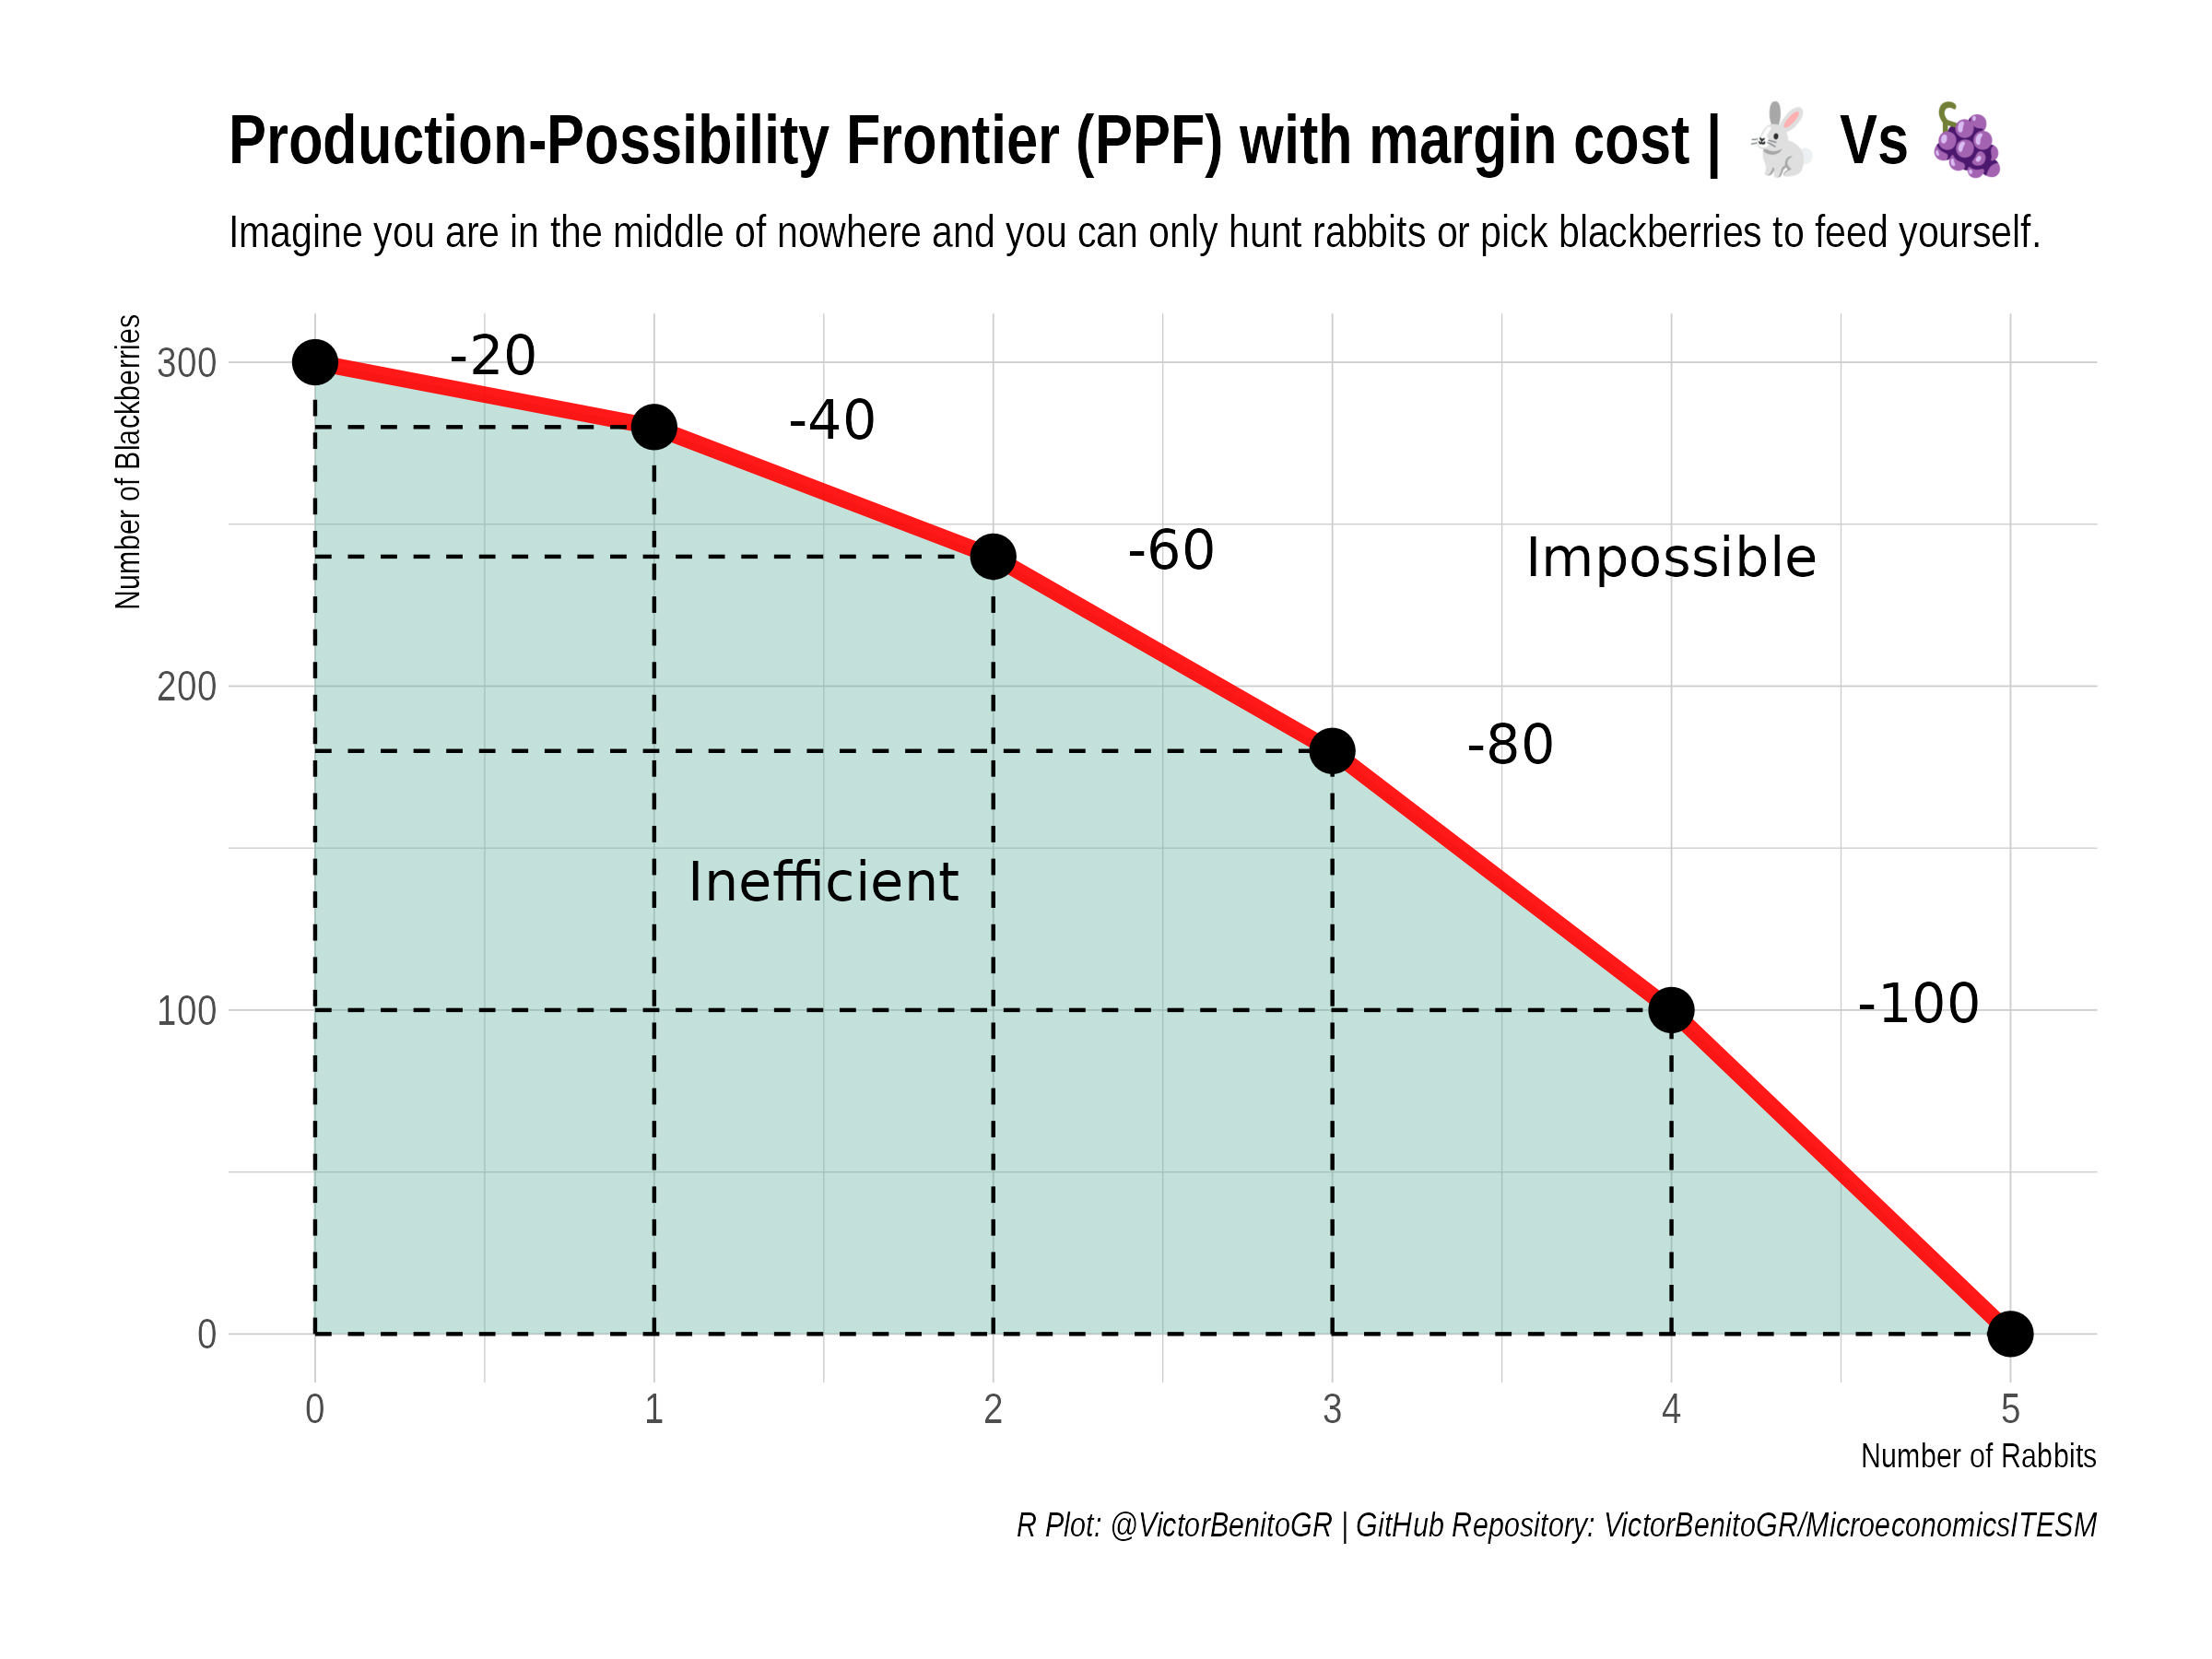 Production-Possibility Frontier (PPF) with margin cost | 🐇 Vs 🍇
Imagine you are in the middle of nowhere and you can only hunt rabbits or pick blackberries to feed yourself.
Number of Blackberries
300
200
100
0
-20
-40
-60
Impossible
-80
Inefficient
-100
0 1 2 3 4 5
Number of Rabbits
R Plot: @VictorBenitoGR | GitHub Repository: VictorBenitoGR/MicroeconomicsITESM